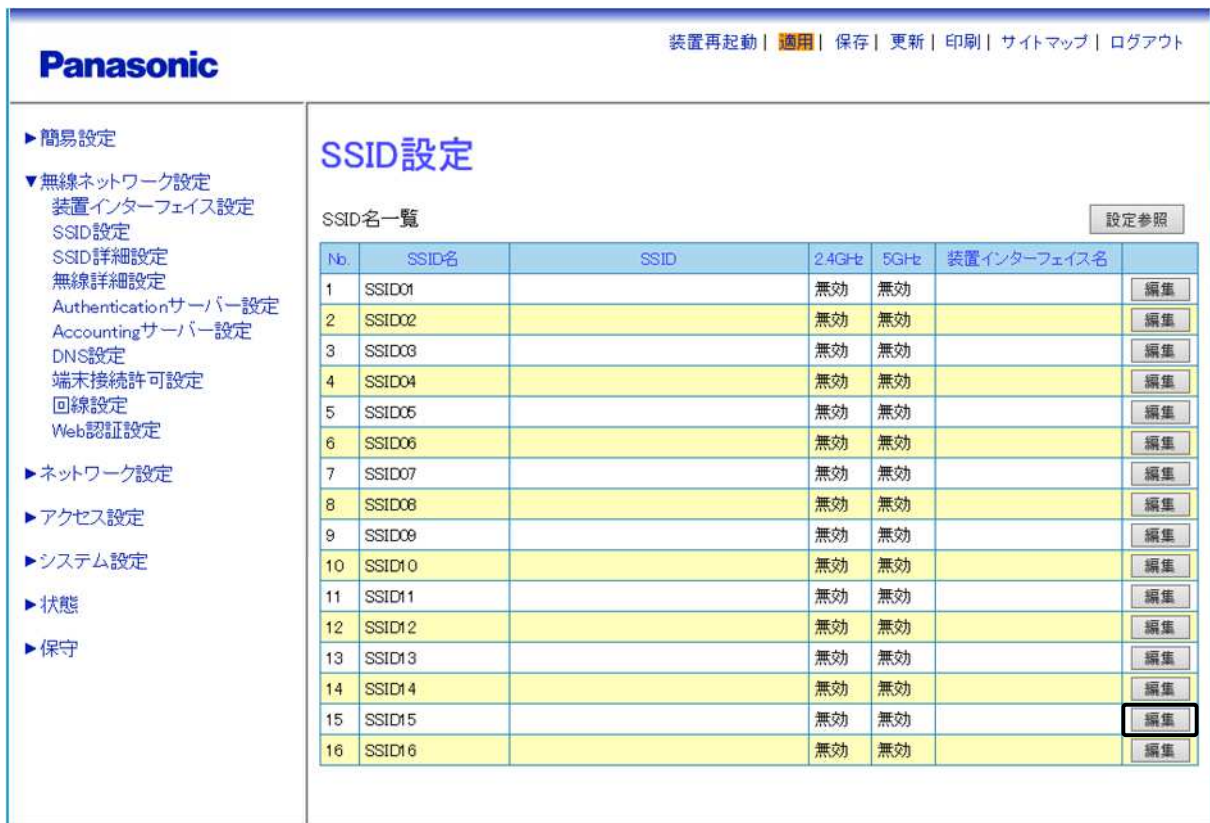 装置再起動 | 適用 | 保存 | 更新 | 印刷 | サイトマップ | ログアウト
Panasonic
►簡易設定
▼無線ネットワーク設定
装置インターフェイス設定
SSID設定
SSID詳細設定
無線詳細設定
Authenticationサーバー設定
Accountingサーバー設定
DNS設定
端末接続許可設定
回線設定
Web認証設定
►ネットワーク設定
►アクセス設定
►システム設定
►状態
►保守
SSID設定
SSID名一覧 設定参照
No. SSID名 SSID 2.4GHz 5GHz 装置インターフェイス名
1 SSID01 無効 無効 編集
2 SSID02 無効 無効 編集
3 SSID03 無効 無効 編集
4 SSID04 無効 無効 編集
5 SSID05 無効 無効 編集
6 SSID06 無効 無効 編集
7 SSID07 無効 無効 編集
8 SSID08 無効 無効 編集
9 SSID09 無効 無効 編集
10 SSID10 無効 無効 編集
11 SSID11 無効 無効 編集
12 SSID12 無効 無効 編集
13 SSID13 無効 無効 編集
14 SSID14 無効 無効 編集
15 SSID15 無効 無効 編集
16 SSID16 無効 無効 編集